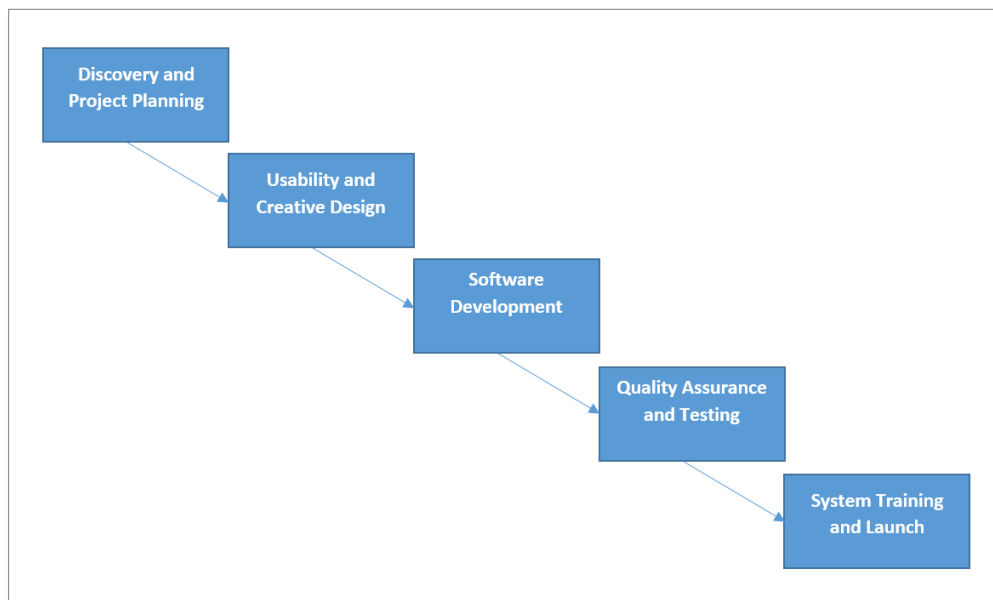 Discovery and
Project Planning
Usability and
Creative Design
Software
Development
Quality Assurance
and Testing
System Training
and Launch